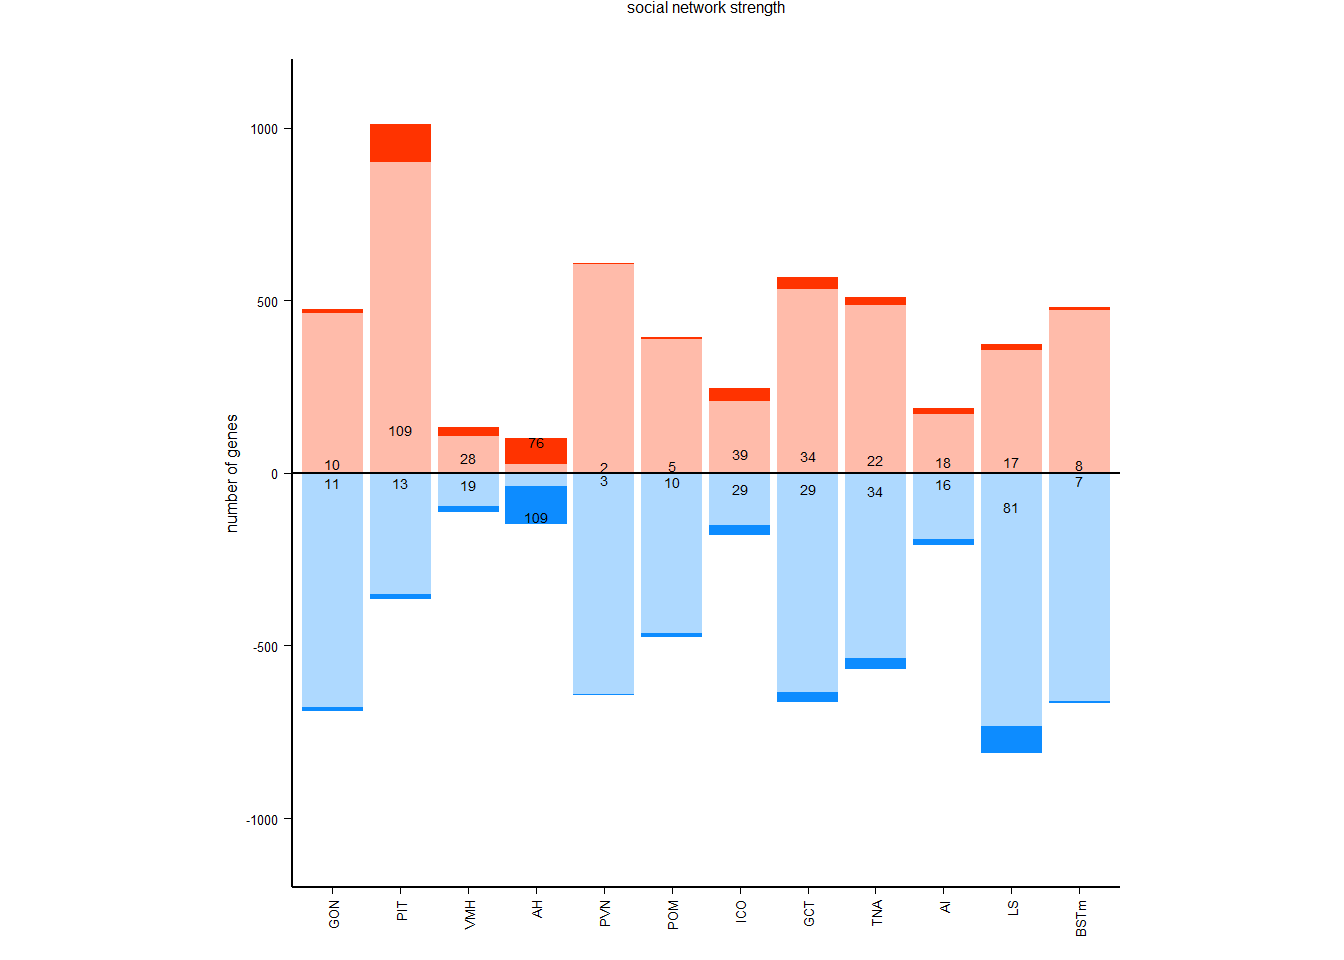 social network strength
number of genes
1000
500
0
-500
-1000
10 109 28 76 2 5 39 34 22 18 17 8
11 13 19 109 3 10 29 29 34 16 81 7
GON PIT VMH AH PVN POM ICO GCT TNA AI LS BSTm